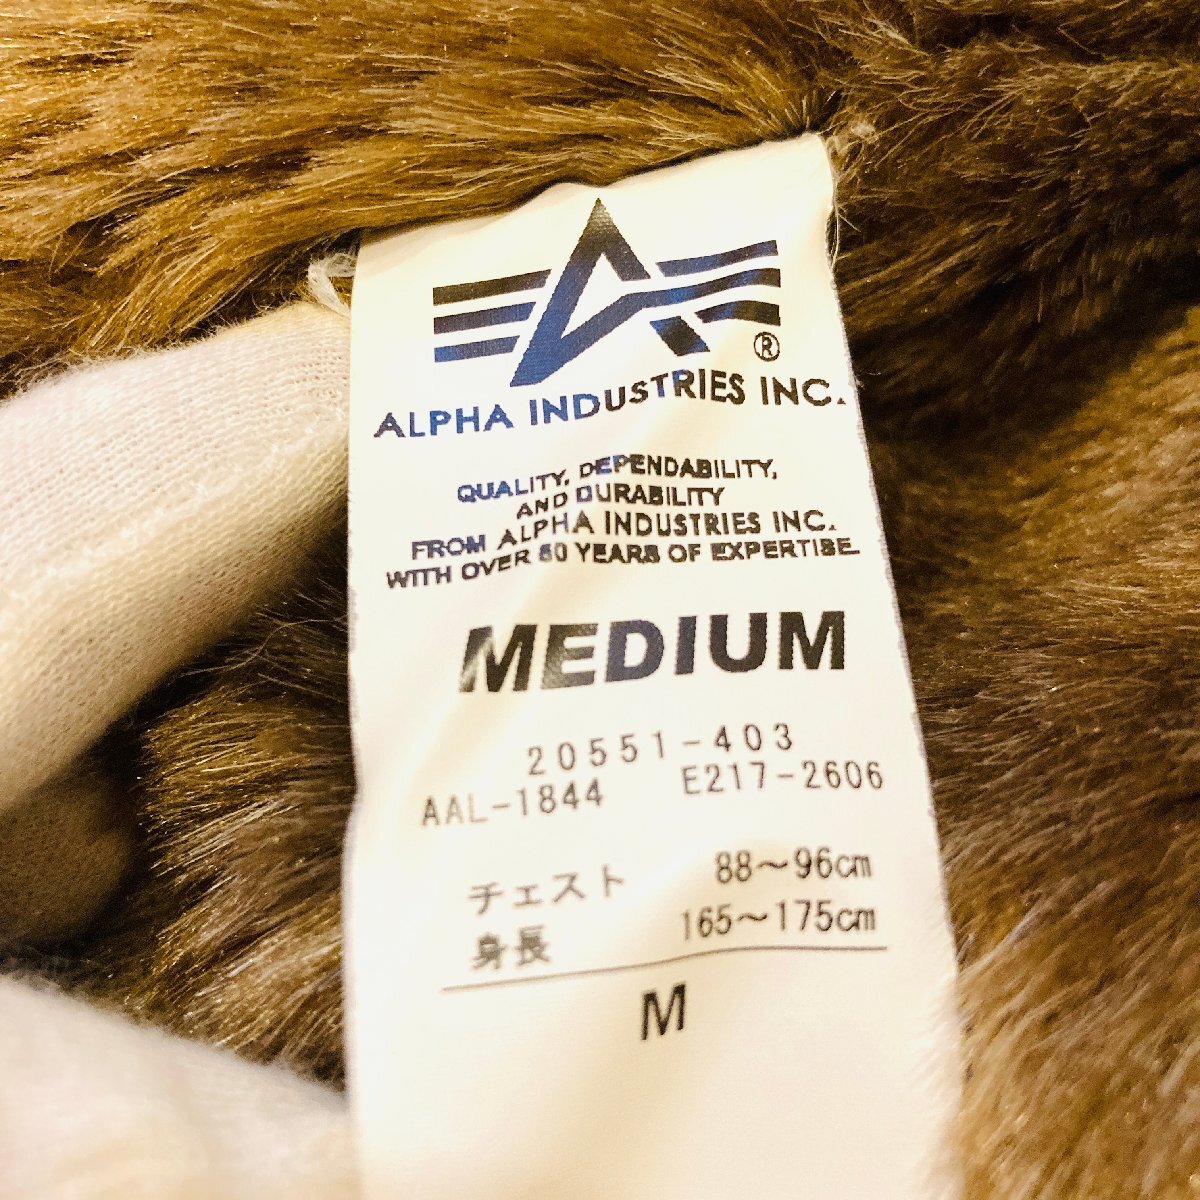 ®
ALPHA INDUSTRIES INC.
QUALITY, DEPENDABILITY,
AND DURABILITY
FROM ALPHA INDUSTRIES INC.
WITH OVER 50 YEARS OF EXPERTISE.
MEDIUM
20551-403
AAL-1844 E217-2606
チェスト 88～96cm
身長 165～175cm
M